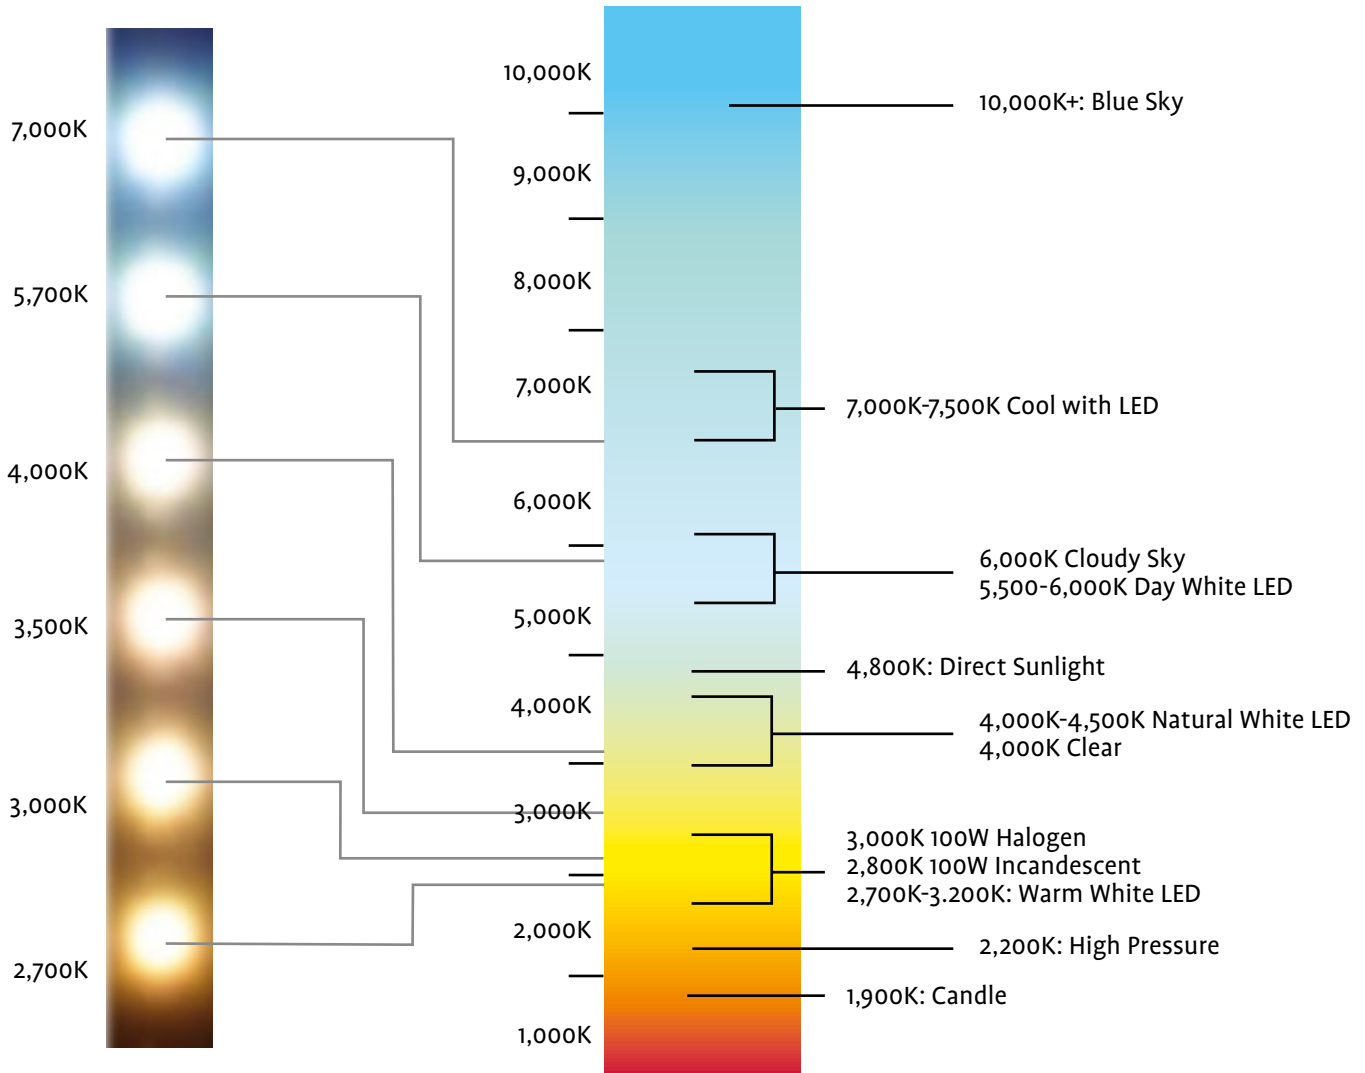 7,000K
5,700K
4,000K
3,500K
3,000K
2,700K
10,000K
9,000K
8,000K
7,000K
6,000K
5,000K
4,000K
3,000K
2,000K
1,000K
10,000K+: Blue Sky
7,000K-7,500K Cool with LED
6,000K Cloudy Sky
5,500-6,000K Day White LED
4,800K: Direct Sunlight
4,000K-4,500K Natural White LED
4,000K Clear
3,000K 100W Halogen
2,800K 100W Incandescent
2,700K-3.200K: Warm White LED
2,200K: High Pressure
1,900K: Candle